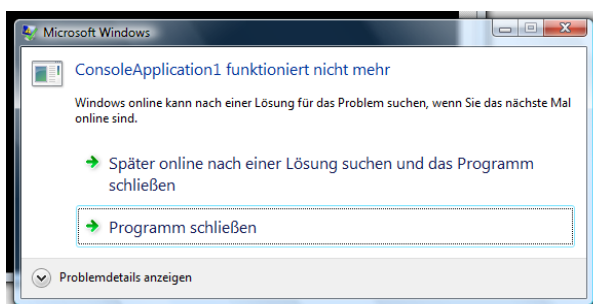 Microsoft Windows
ConsoleApplication1 funktioniert nicht mehr
Windows online kann nach einer Lösung für das Problem suchen, wenn Sie das nächste Mal
online sind.
Später online nach einer Lösung suchen und das Programm
schließen
Programm schließen
Problemdetails anzeigen